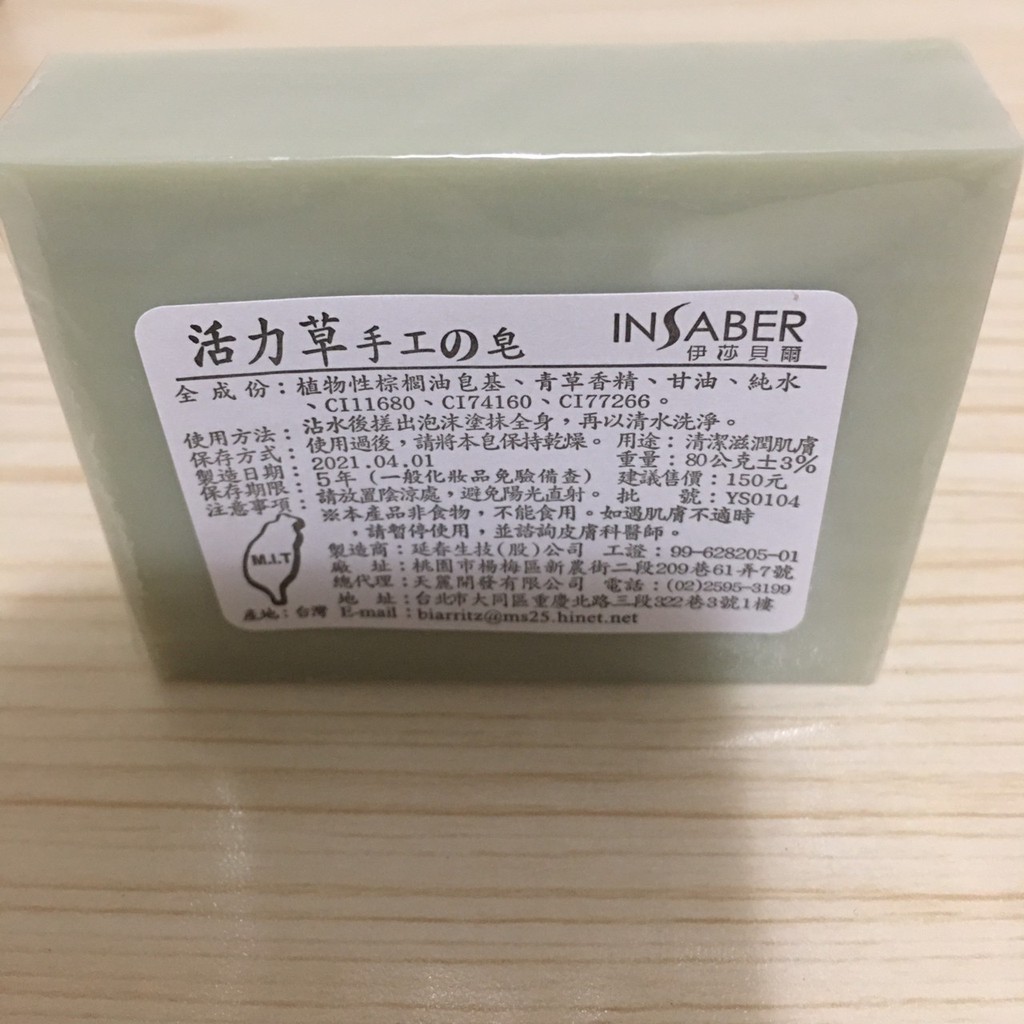 活力草手工の皂
INSABER
伊莎貝爾
全成份：植物性棕櫚油皂基、青草香精、甘油、純水
、CI11680、CI74160、CI77266。
使用方法：沾水後搓出泡沫塗抹全身，再以清水洗淨。
保存方式：使用過後，請將本皂保持乾燥。 用途：清潔滋潤肌膚
製造日期：2021.04.01 重量：80公克±3%
保存期限：5年（一般化妝品免驗備查） 建議售價：150元
注意事項：請放置陰涼處，避免陽光直射。 批 號：YS0104
※本產品非食物，不能食用。如遇肌膚不適時
，請暫停使用，並諮詢皮膚科醫師。
M.I.T
製造商：延春生技(股)公司 工證：99-628205-01
廠 址：桃園市楊梅區新農街二段209巷61弄7號
總代理：天麗開發有限公司 電話：(02)2595-3199
地 址：台北市大同區重慶北路三段322巷3號1樓
產地：台灣 E-mail：biarritz@ms25.hinet.net